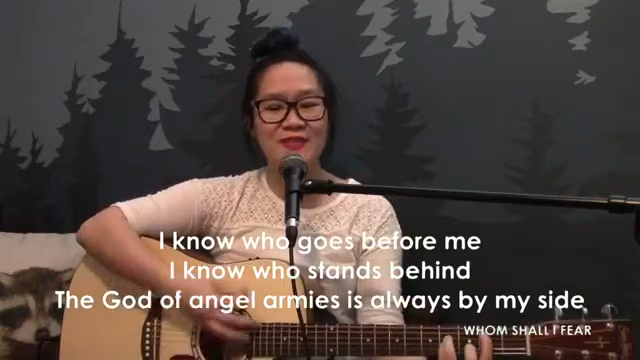 I know who goes before me
I know who stands behind
The God of angel armies is always by my side
WHOM SHALL I FEAR